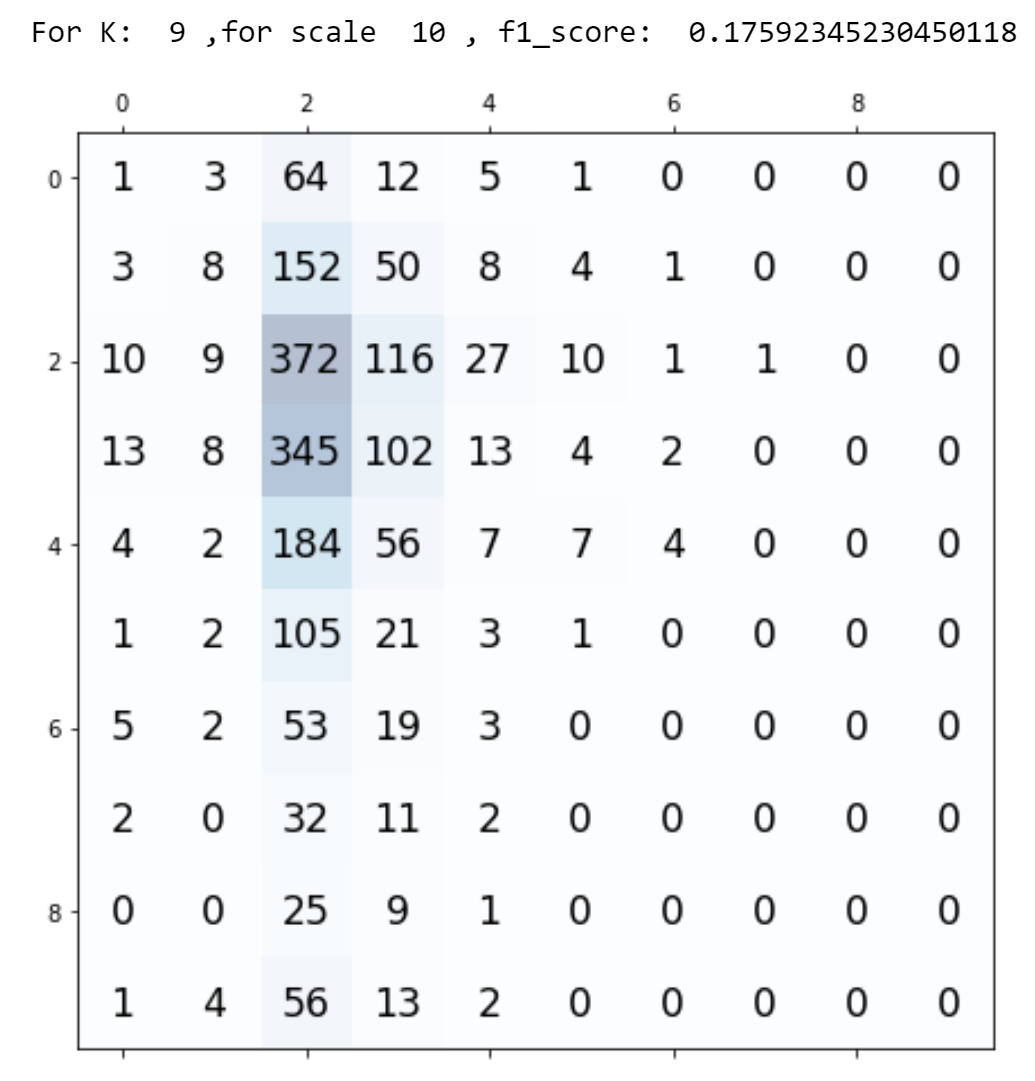 For K:  9 ,for scale  10 , f1_score:  0.17592345230450118
0 2 4 6 8
0 1 3 64 12 5 1 0 0 0 0
3 8 152 50 8 4 1 0 0 0
2 10 9 372 116 27 10 1 1 0 0
13 8 345 102 13 4 2 0 0 0
4 4 2 184 56 7 7 4 0 0 0
1 2 105 21 3 1 0 0 0 0
6 5 2 53 19 3 0 0 0 0 0
2 0 32 11 2 0 0 0 0 0
8 0 0 25 9 1 0 0 0 0 0
1 4 56 13 2 0 0 0 0 0